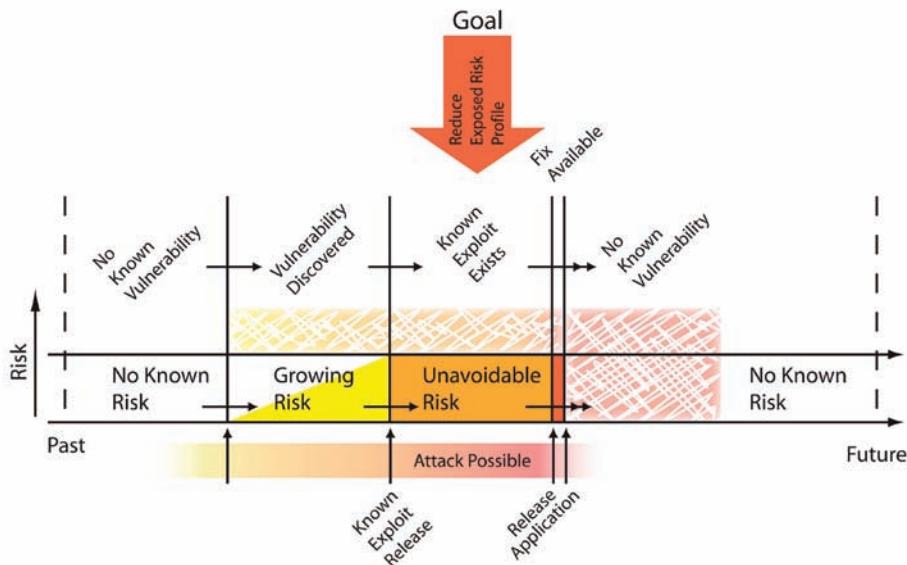 Goal
Reduce
Exposed Risk
Profile
Fix
Available
No
Known
Vulnerability
Vulnerability
Discovered
Known
Exploit
Exists
No
Known
Vulnerability
Risk
No Known
Risk
Growing
Risk
Unavoidable
Risk
No Known
Risk
Past
Attack Possible
Future
Known
Exploit
Release
Release
Application